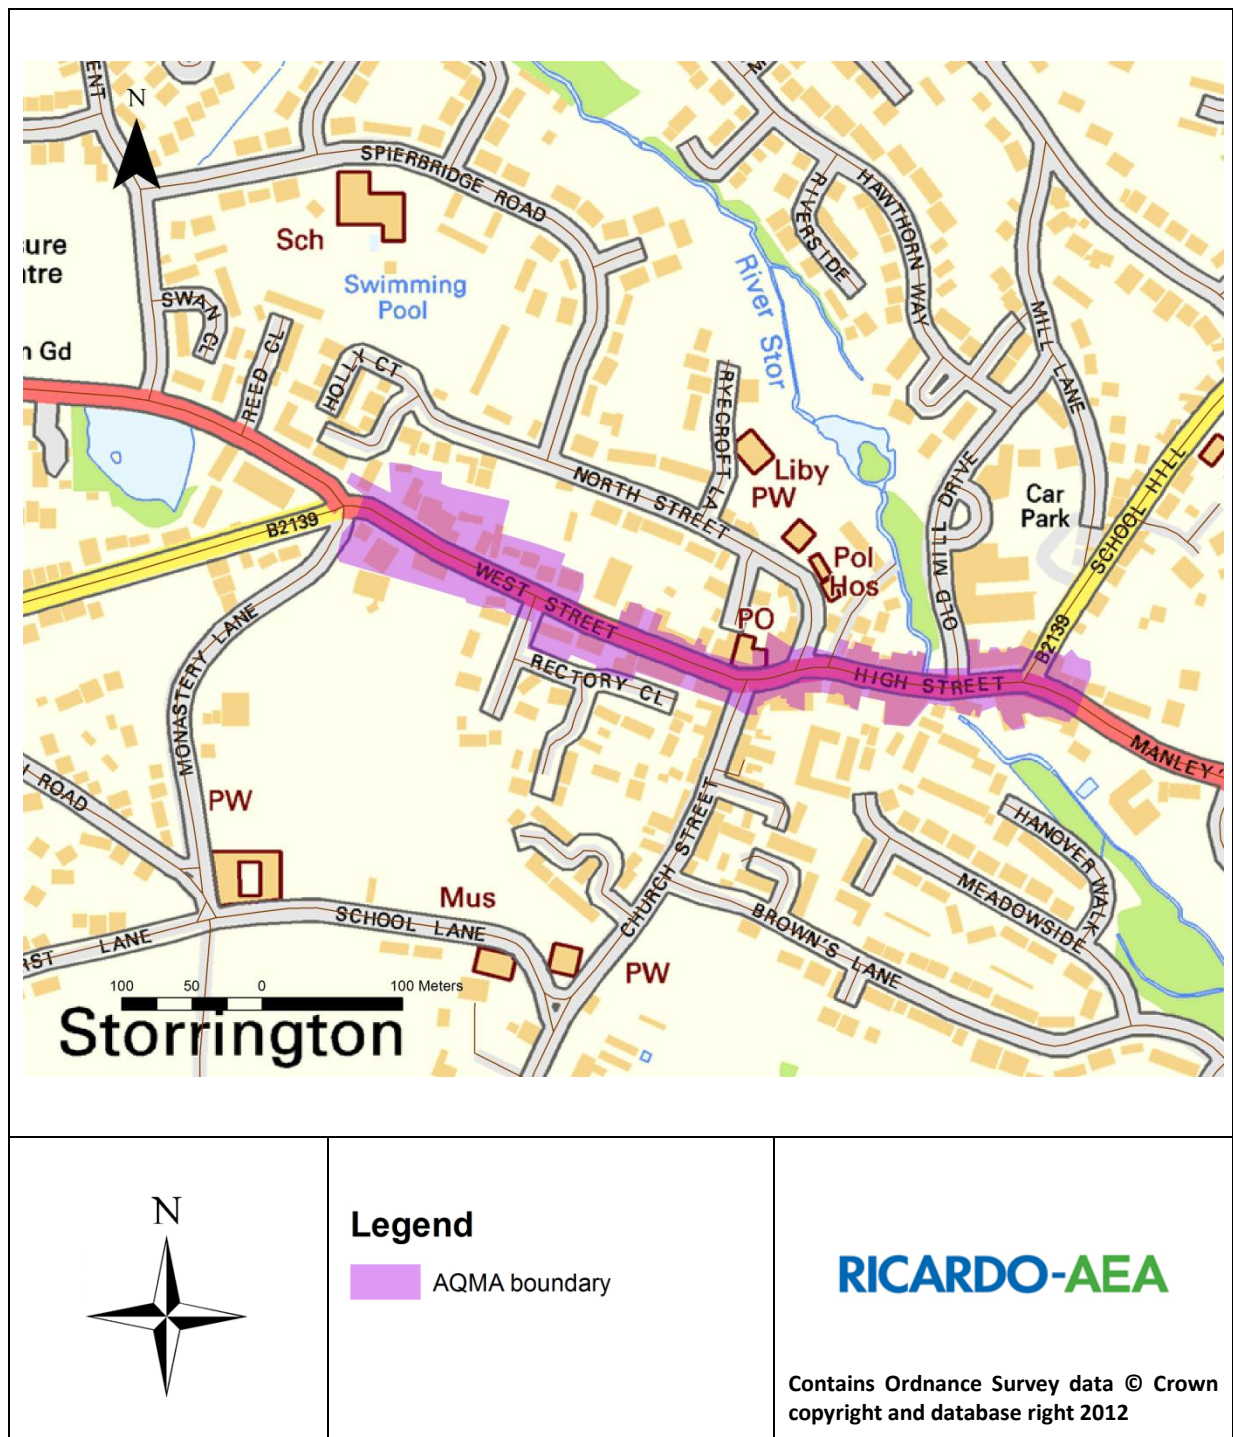 ENT
N
SPIERBRIDGE ROAD
Sch
Swimming
Pool
sure
ntre
n Gd
SWAN CL
REED CL
HOLLY CT
River Stor
RIVERSIDE
HAWTHORN WAY
MILL LANE
RYECROFT LA
Liby
PW
NORTH STREET
Pol
Hos
PO
OLD MILL DRIVE
Car
Park
SCHOOL HILL
B2139
B2139
WEST STREET
HIGH STREET
RECTORY CL
MANLEY'
MONASTERY LANE
ROAD
PW
CHURCH STREET
HANOVER WALK
MEADOWSIDE
BROWN'S LANE
Mus
SCHOOL LANE
RST LANE
PW
100 50 0 100 Meters
Storrington
N
Legend
AQMA boundary
RICARDO-AEA
Contains Ordnance Survey data © Crown
copyright and database right 2012